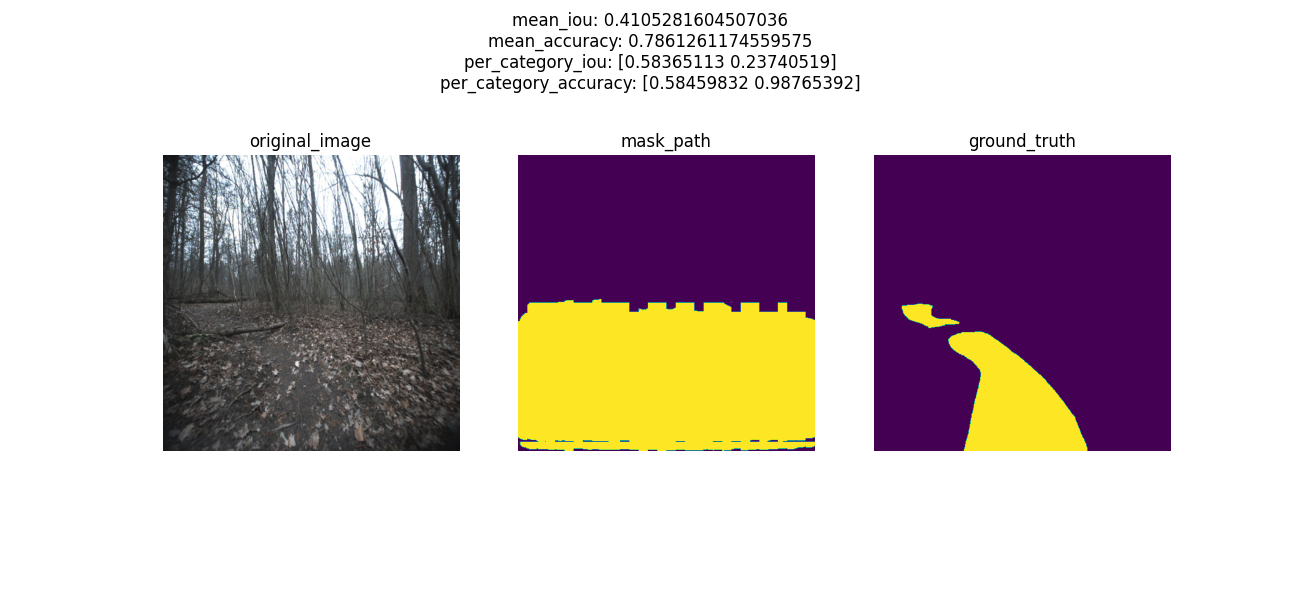 mean_iou: 0.4105281604507036
mean_accuracy: 0.7861261174559575
per_category_iou: [0.58365113 0.23740519]
per_category_accuracy: [0.58459832 0.98765392]
original_image
mask_path
ground_truth